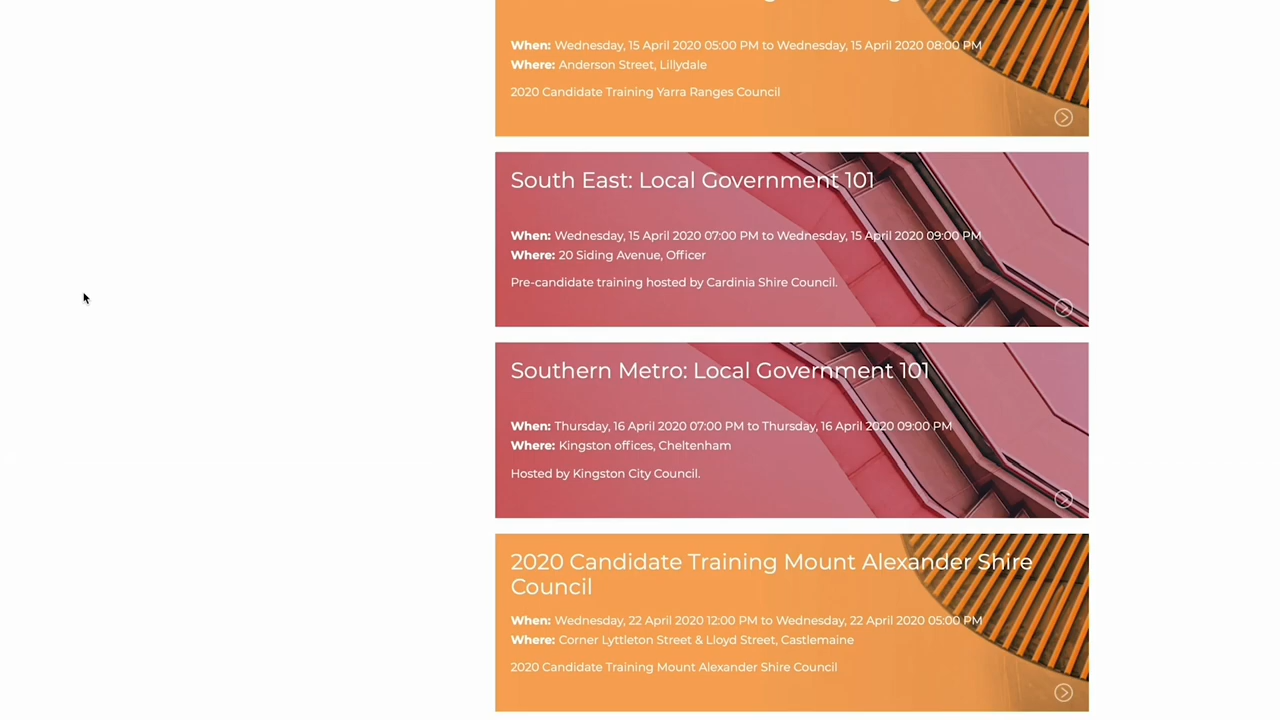 When: Wednesday, 15 April 2020 05:00 PM to Wednesday, 15 April 2020 08:00 PM
Where: Anderson Street, Lillydale
2020 Candidate Training Yarra Ranges Council
South East: Local Government 101
When: Wednesday, 15 April 2020 07:00 PM to Wednesday, 15 April 2020 09:00 PM
Where: 20 Siding Avenue, Officer
Pre-candidate training hosted by Cardinia Shire Council.
Southern Metro: Local Government 101
When: Thursday, 16 April 2020 07:00 PM to Thursday, 16 April 2020 09:00 PM
Where: Kingston offices, Cheltenham
Hosted by Kingston City Council.
2020 Candidate Training Mount Alexander Shire
Council
When: Wednesday, 22 April 2020 12:00 PM to Wednesday, 22 April 2020 05:00 PM
Where: Corner Lyttleton Street & Lloyd Street, Castlemaine
2020 Candidate Training Mount Alexander Shire Council